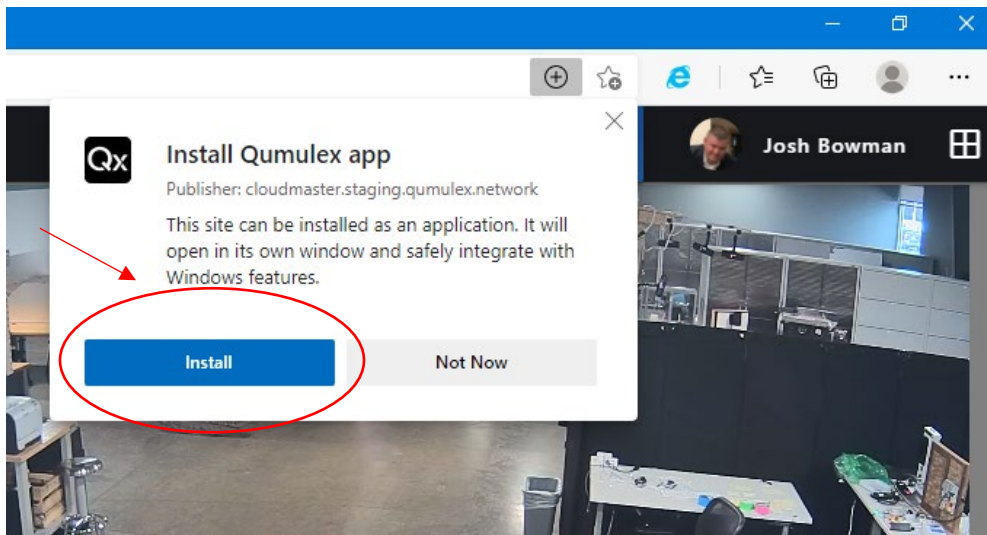 Josh Bowman
Qx
Install Qumulex app
Publisher: cloudmaster.staging.qumulex.network
This site can be installed as an application. It will
open in its own window and safely integrate with
Windows features.
Install
Not Now